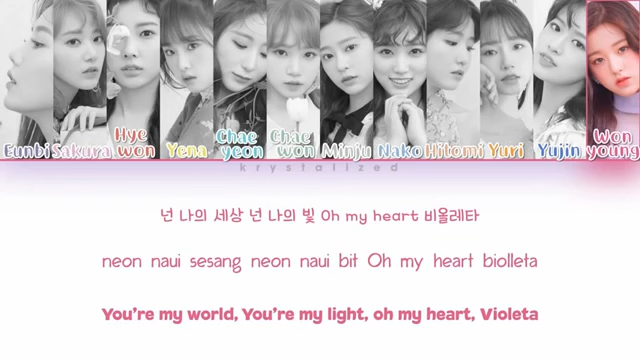 Eunbi Sakura Hye won Yena Chae yeon Chae won Minju Nako Hitomi Yuri Yujin Won young
krystalized
넌 나의 세상 넌 나의 빛 Oh my heart 비올레타
neon naui sesang neon naui bit Oh my heart biolleta
You're my world, You're my light, oh my heart, Violeta